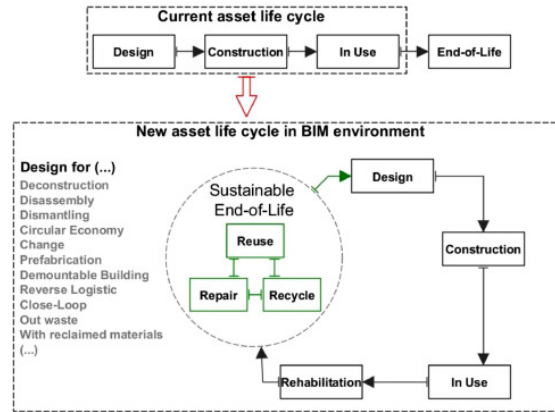 Current asset life cycle
Design
Construction
In Use
End-of-Life
New asset life cycle in BIM environment
Design for (...)
Deconstruction
Disassembly
Dismantling
Circular Economy
Change
Prefabrication
Demountable Building
Reverse Logistic
Close-Loop
Out waste
With reclaimed materials
(...)
Sustainable
End-of-Life
Reuse
Repair
Recycle
Design
Construction
In Use
Rehabilitation